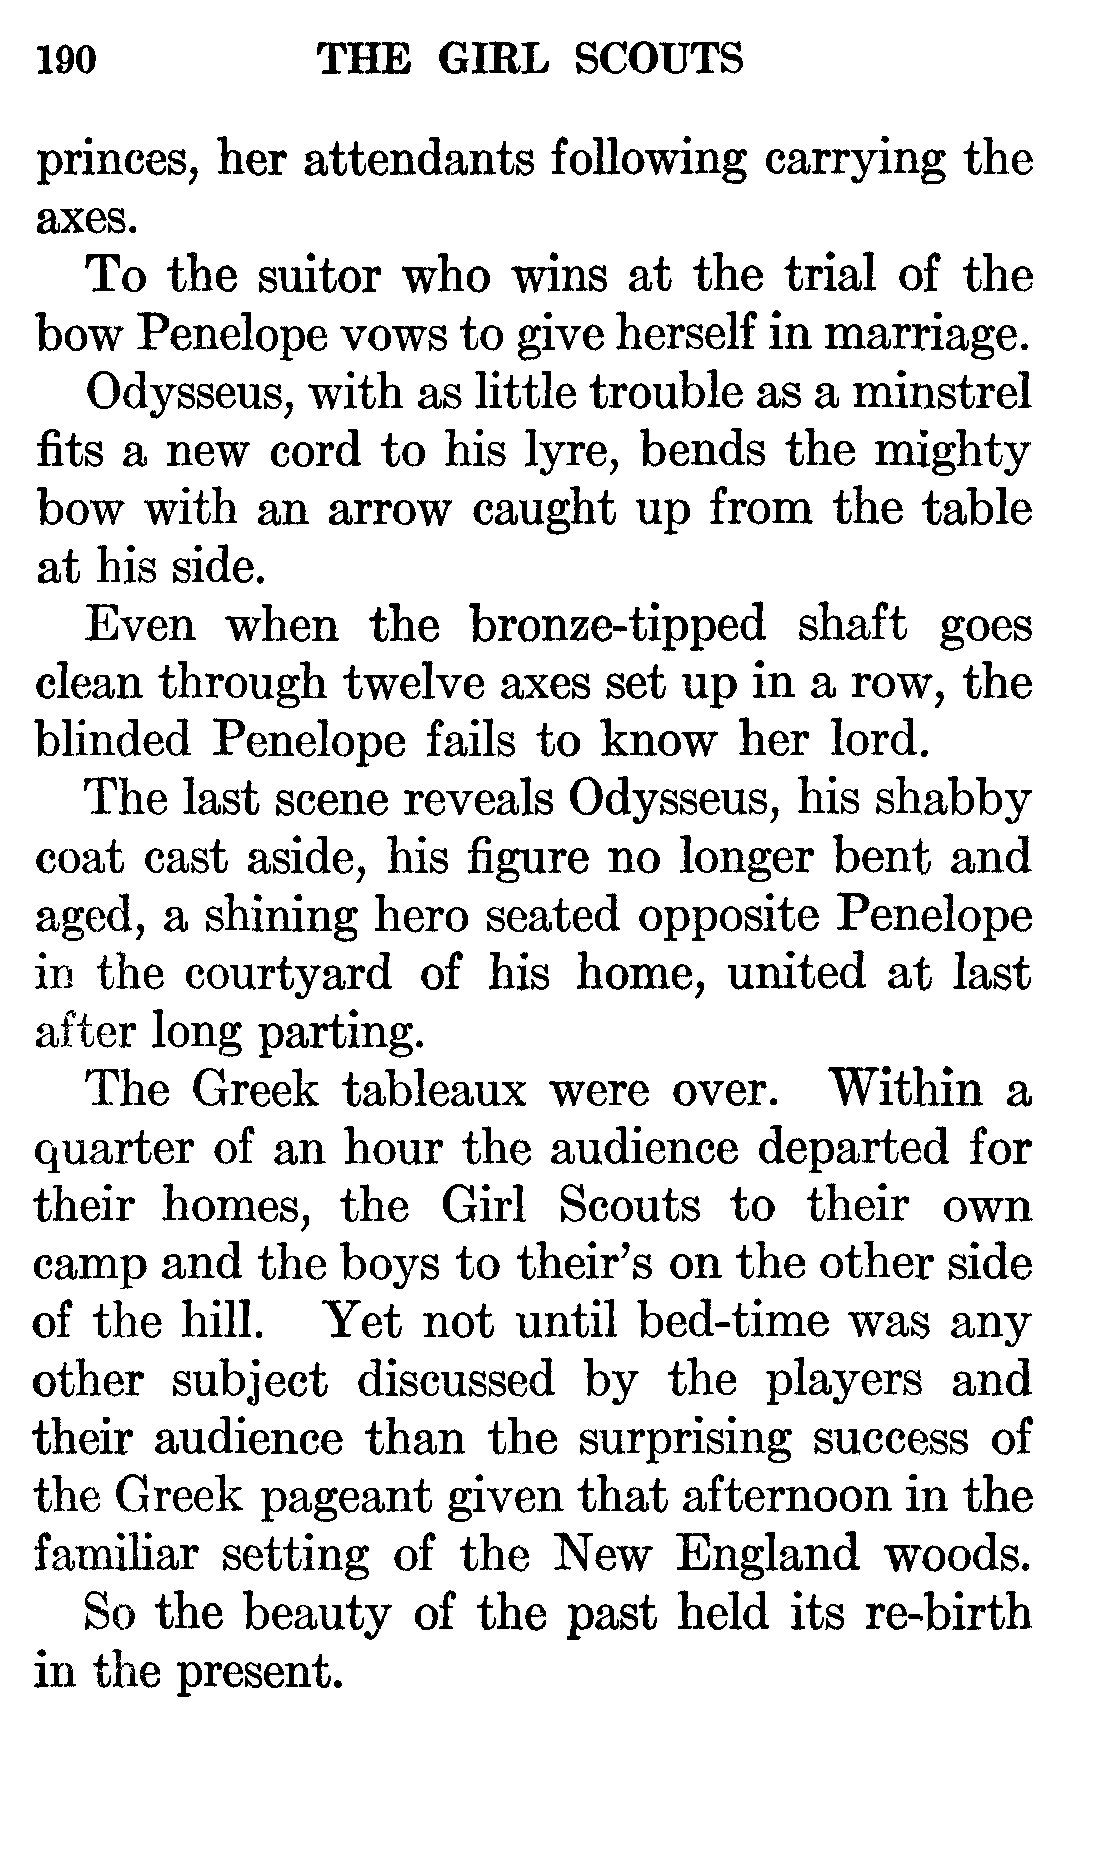 190 THE GIRL SCOUTS
princes, her attendants following carrying the
axes.
To the suitor who wins at the trial of the
bow Penelope vows to give herself in marriage.
Odysseus, with as little trouble as a minstrel
fits a new cord to his lyre, bends the mighty
bow with an arrow caught up from the table
at his side.
Even when the bronze-tipped shaft goes
clean through twelve axes set up in a row, the
blinded Penelope fails to know her lord.
The last scene reveals Odysseus, his shabby
coat cast aside, his figure no longer bent and
aged, a shining hero seated opposite Penelope
in the courtyard of his home, united at last
after long parting.
The Greek tableaux were over. Within a
quarter of an hour the audience departed for
their homes, the Girl Scouts to their own
camp and the boys to their's on the other side
of the hill. Yet not until bed-time was any
other subject discussed by the players and
their audience than the surprising success of
the Greek pageant given that afternoon in the
familiar setting of the New England woods.
So the beauty of the past held its re-birth
in the present.